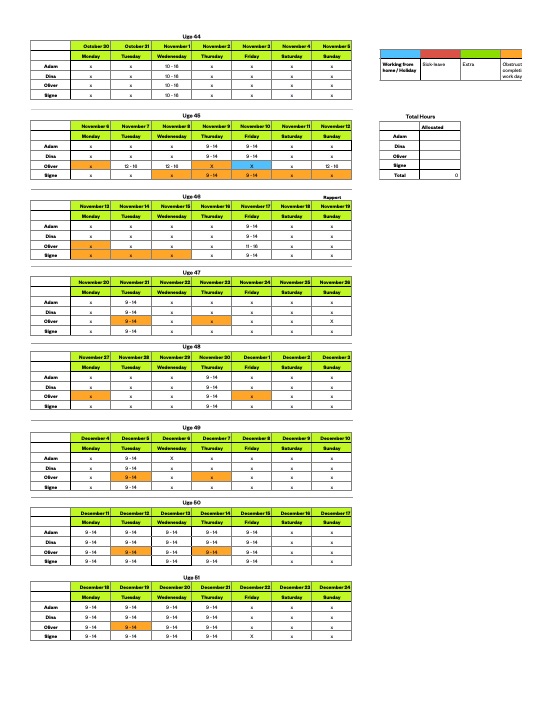 Uge 44
October 30 October 31 November 1 November 2 November 3 November 4 November 5
Monday Tuesday Wednesday Thursday Friday Saturday Sunday
Adam x x 10 - 16 x x x x
Dina x x 10 - 16 x x x x
Oliver x x 10 - 16 x x x x
Signe x x 10 - 16 x x x x
Working from home / Holiday
Sick-leave
Extra
Uge 45
November 6 November 7 November 8 November 9 November 10 November 11 November 12
Monday Tuesday Wednesday Thursday Friday Saturday Sunday
Adam x x x 9 - 14 9 - 14 x x
Dina x x x 9 - 14 9 - 14 x x
Oliver x 12 - 16 12 - 16 X X x 12 - 16
Signe x x x 9 - 14 9 - 14 x x
Total Hours
Allocated
Adam
Dina
Oliver
Signe
Total 0
Uge 46 Rapport
November 13 November 14 November 15 November 16 November 17 November 18 November 19
Monday Tuesday Wednesday Thursday Friday Saturday Sunday
Adam x x x x 9 - 14 x x
Dina x x x x 9 - 14 x x
Oliver x x x x 11 - 16 x x
Signe x x x x 9 - 14 x x
Uge 47
November 20 November 21 November 22 November 23 November 24 November 25 November 26
Monday Tuesday Wednesday Thursday Friday Saturday Sunday
Adam x 9 - 14 x x x x x
Dina x 9 - 14 x x x x x
Oliver x 9 - 14 x x x x X
Signe x 9 - 14 x x x x x
Uge 48
November 27 November 28 November 29 November 30 December 1 December 2 December 3
Monday Tuesday Wednesday Thursday Friday Saturday Sunday
Adam x x x 9 - 14 x x x
Dina x x x 9 - 14 x x x
Oliver x x x 9 - 14 x x x
Signe x x x 9 - 14 x x x
Uge 49
December 4 December 5 December 6 December 7 December 8 December 9 December 10
Monday Tuesday Wednesday Thursday Friday Saturday Sunday
Adam x 9 - 14 X x x x x
Dina x 9 - 14 x x x x x
Oliver x 9 - 14 x x x x x
Signe x 9 - 14 x x x x x
Uge 50
December 11 December 12 December 13 December 14 December 15 December 16 December 17
Monday Tuesday Wednesday Thursday Friday Saturday Sunday
Adam 9 - 14 9 - 14 9 - 14 9 - 14 9 - 14 x x
Dina 9 - 14 9 - 14 9 - 14 9 - 14 9 - 14 x x
Oliver 9 - 14 9 - 14 9 - 14 9 - 14 9 - 14 x x
Signe 9 - 14 9 - 14 9 - 14 9 - 14 9 - 14 x x
Uge 51
December 18 December 19 December 20 December 21 December 22 December 23 December 24
Monday Tuesday Wednesday Thursday Friday Saturday Sunday
Adam 9 - 14 9 - 14 9 - 14 9 - 14 x x x
Dina 9 - 14 9 - 14 9 - 14 9 - 14 x x x
Oliver 9 - 14 9 - 14 9 - 14 9 - 14 x x x
Signe 9 - 14 9 - 14 9 - 14 9 - 14 X x x